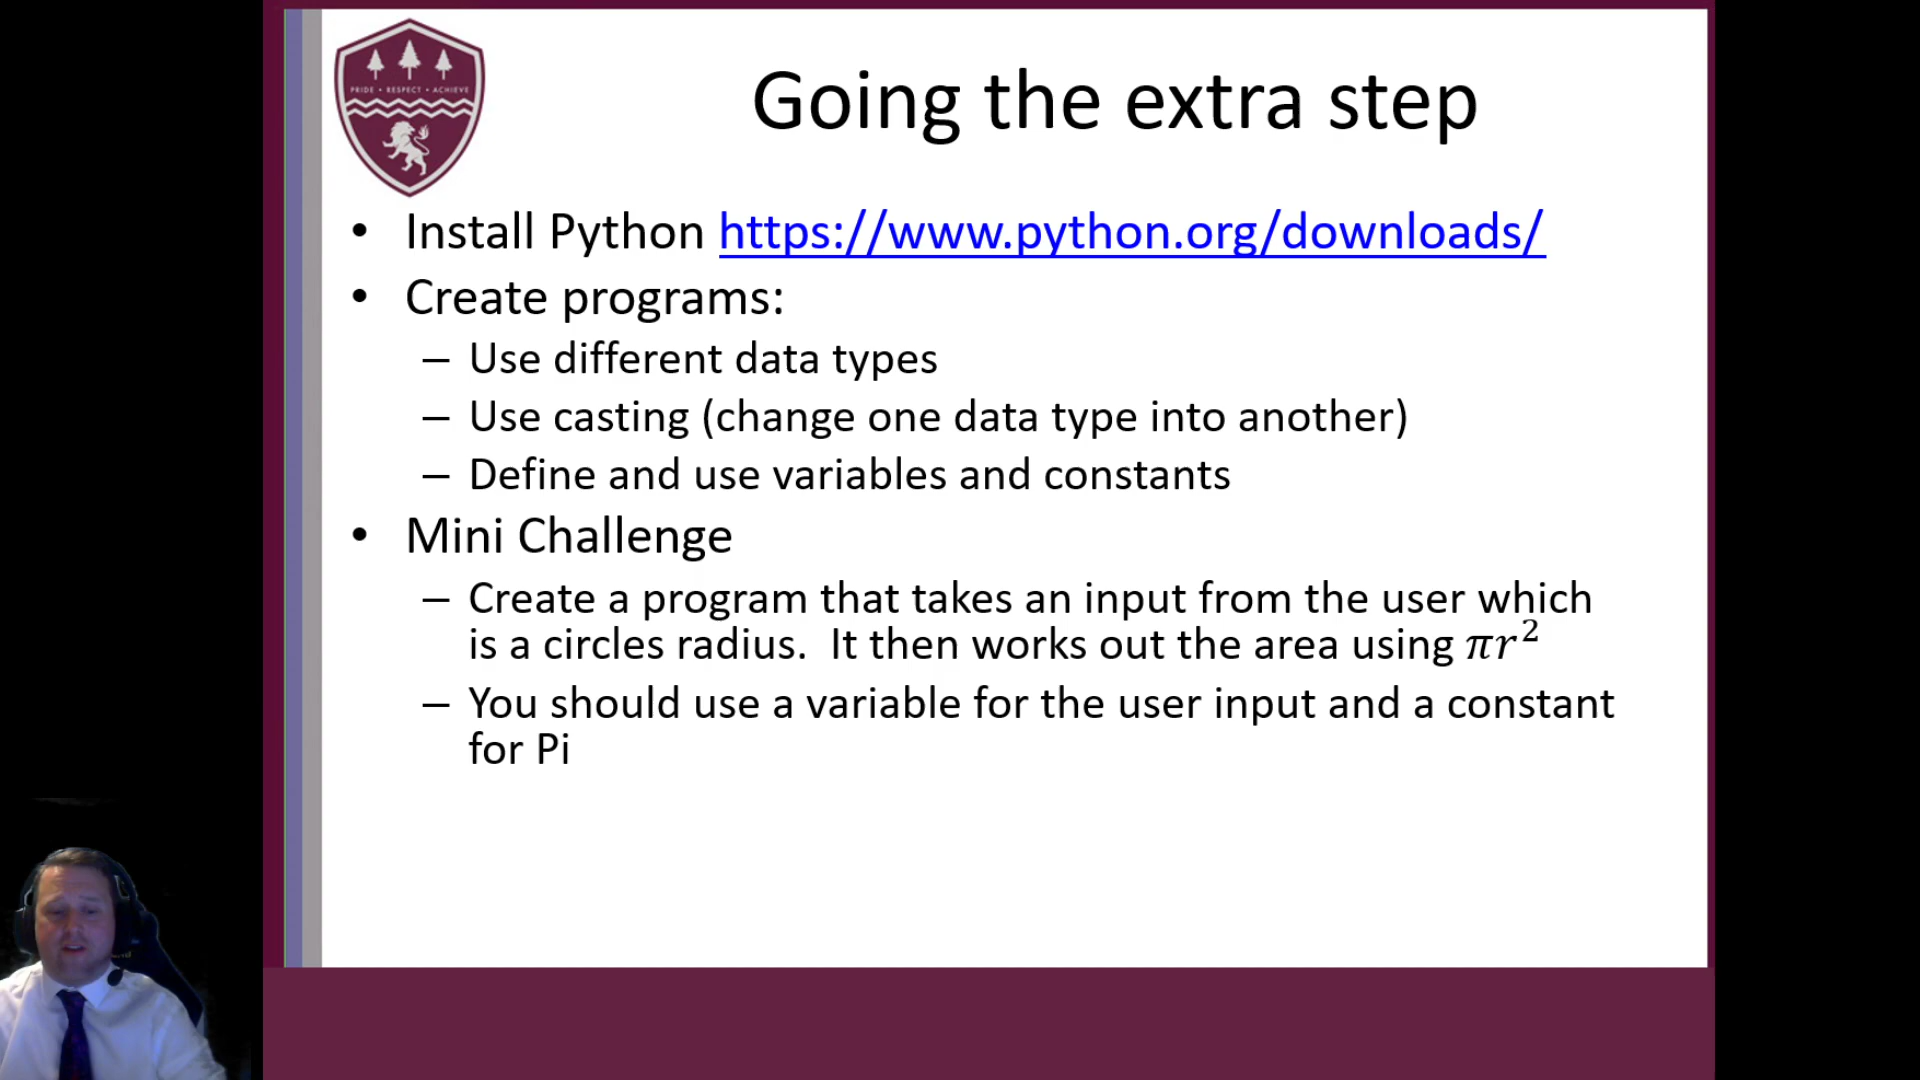 PRIDE • RESPECT • ACHIEVE
Going the extra step
• Install Python https://www.python.org/downloads/
• Create programs:
– Use different data types
– Use casting (change one data type into another)
– Define and use variables and constants
• Mini Challenge
– Create a program that takes an input from the user which
is a circles radius.  It then works out the area using 𝜋𝑟²
– You should use a variable for the user input and a constant
for Pi